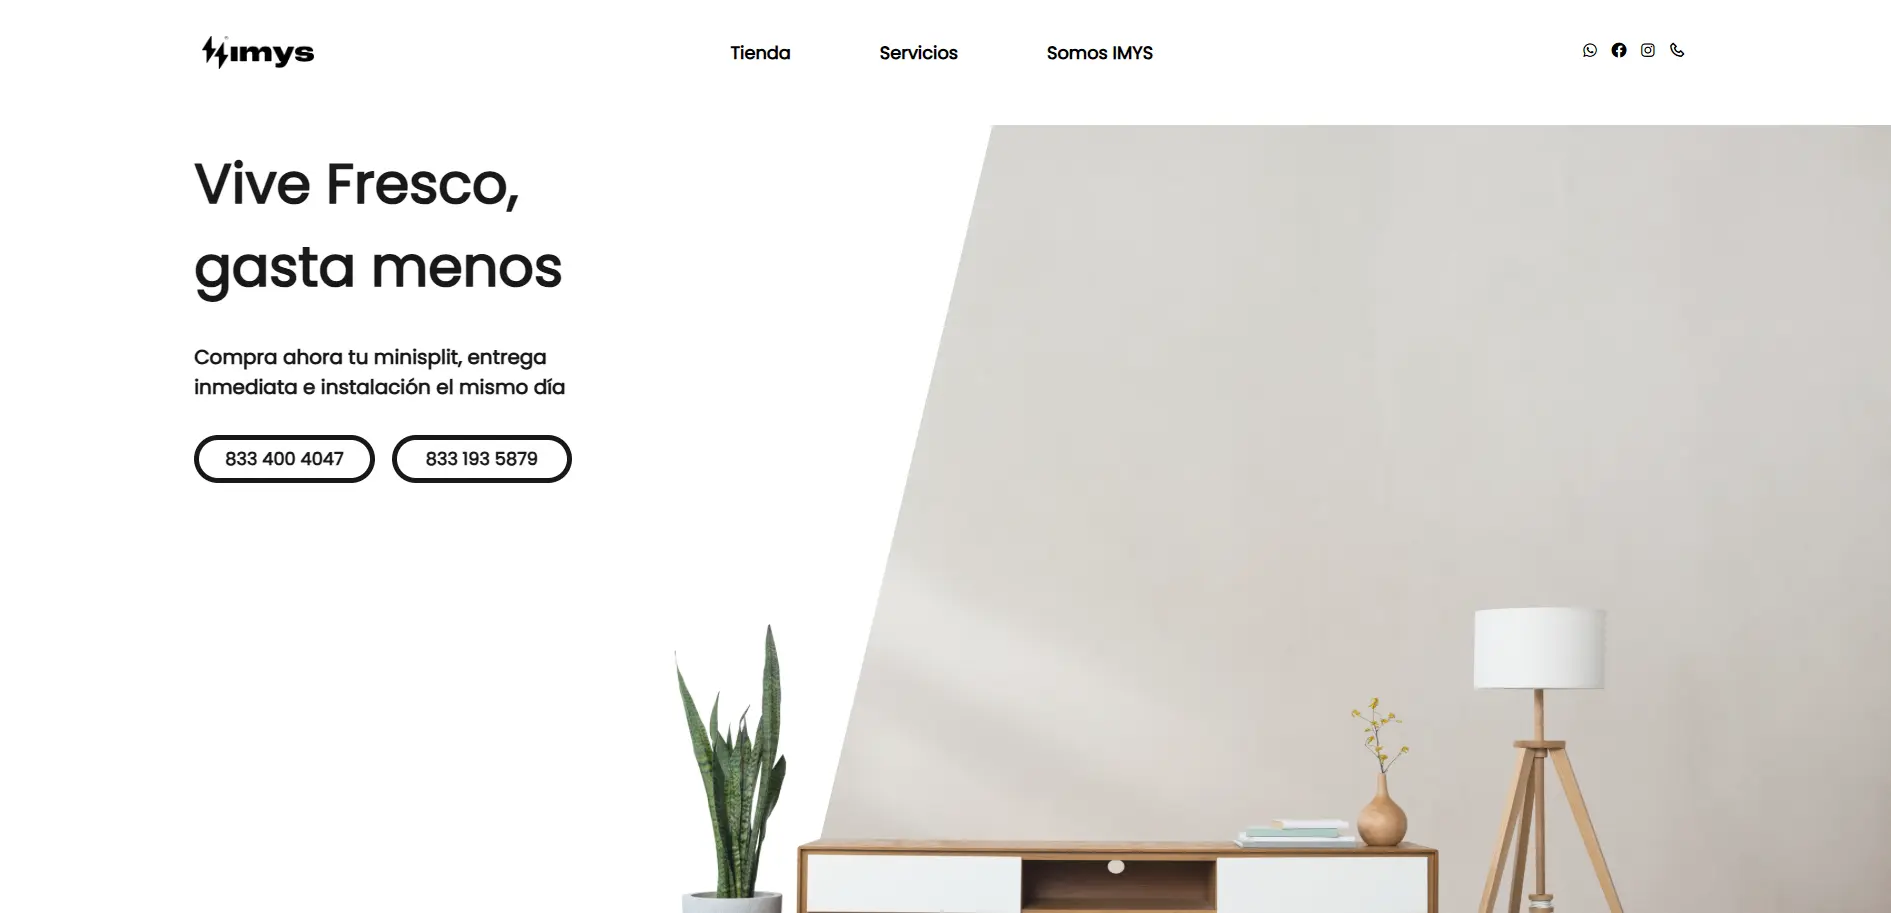 imys
Tienda
Servicios
Somos IMYS
Vive Fresco,
gasta menos
Compra ahora tu minisplit, entrega
inmediata e instalación el mismo día
833 400 4047
833 193 5879